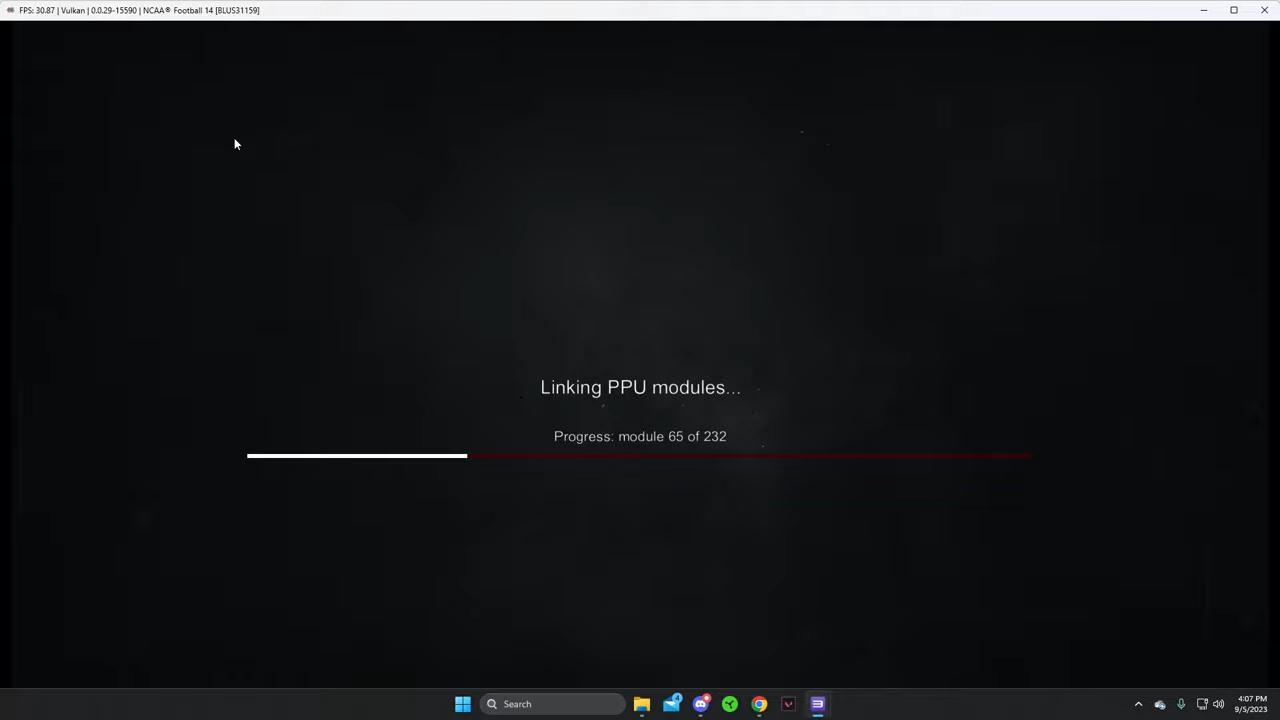 FPS: 30.87 | Vulkan | 0.0.29-15590 | NCAA® Football 14 [BLUS31159]
Linking PPU modules...
Progress: module 65 of 232
Search
4
4:07 PM
9/5/2023